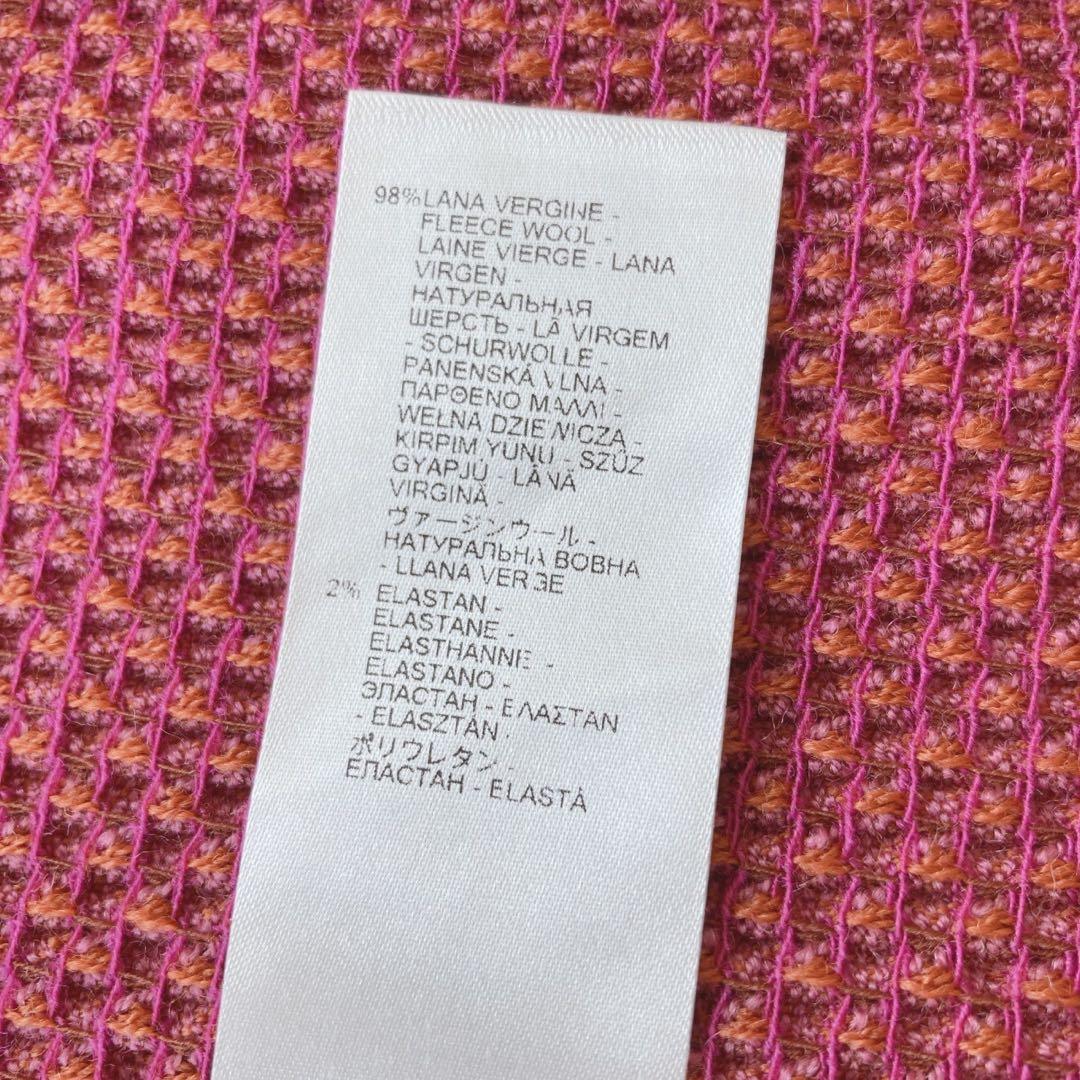 98% LANA VERGINE -
FLEECE WOOL -
LAINE VIERGE - LANA
VIRGEN -
НАТУРАЛЬНАЯ
ШЕРСТЬ - LÃ VIRGEM
- SCHURWOLLE -
PANENSKÁ VLNA -
ΠΑΡΘΕΝΟ ΜΑΛΛΙ -
WEŁNA DZIEWICZA -
KIRPIM YÜNÜ - SZŰZ
GYAPJÚ - LÂNĂ
VIRGINĂ -
ヴァージンウール -
НАТУРАЛЬНА ВОВНА
- LLANA VERGE
2% ELASTAN -
ELASTANE -
ELASTHANNE -
ELASTANO -
ЭЛАСТАН - ΕΛΑΣΤΑΝ
- ELASZTÁN -
ポリウレタン -
ЕЛАСТАН - ELASTÀ